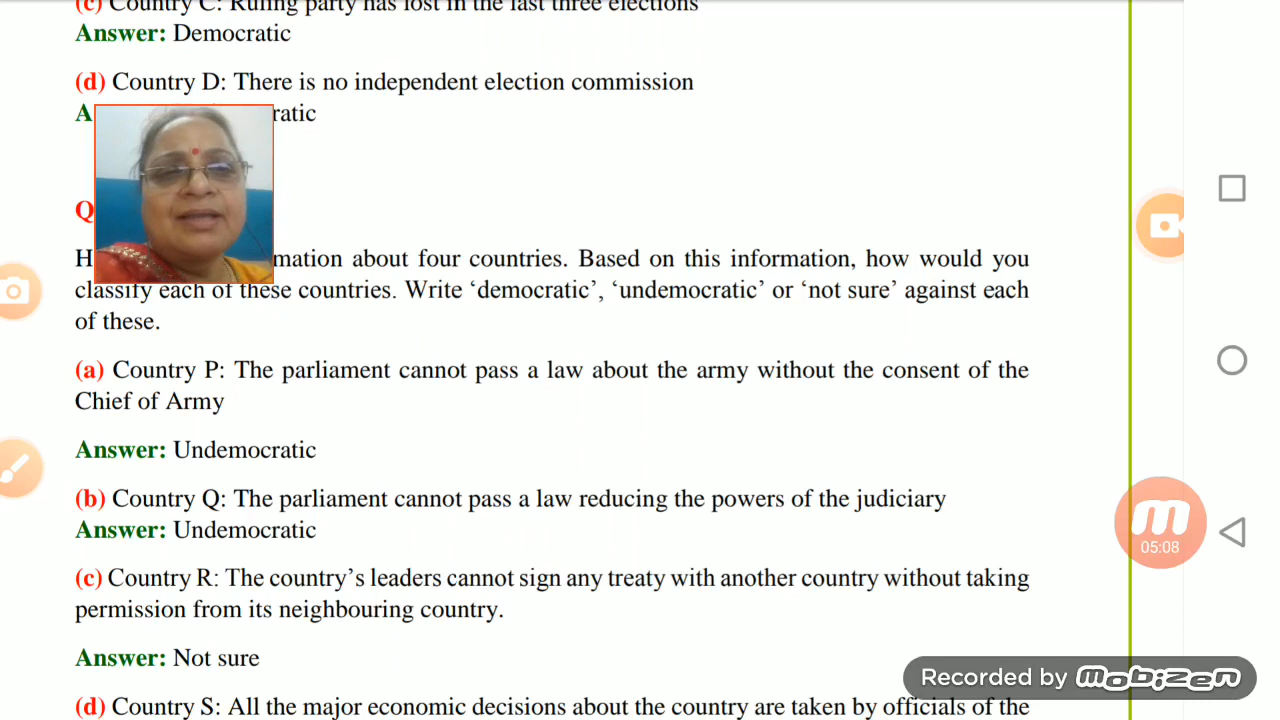 (c) Country C: Ruling party has lost in the last three elections
Answer: Democratic
(d) Country D: There is no independent election commission
A ratic
Q
H mation about four countries. Based on this information, how would you
classify each of these countries. Write ‘democratic’, ‘undemocratic’ or ‘not sure’ against each
of these.
(a) Country P: The parliament cannot pass a law about the army without the consent of the
Chief of Army
Answer: Undemocratic
(b) Country Q: The parliament cannot pass a law reducing the powers of the judiciary
Answer: Undemocratic
(c) Country R: The country’s leaders cannot sign any treaty with another country without taking
permission from its neighbouring country.
Answer: Not sure
(d) Country S: All the major economic decisions about the country are taken by officials of the
05:08
Recorded by mobizen